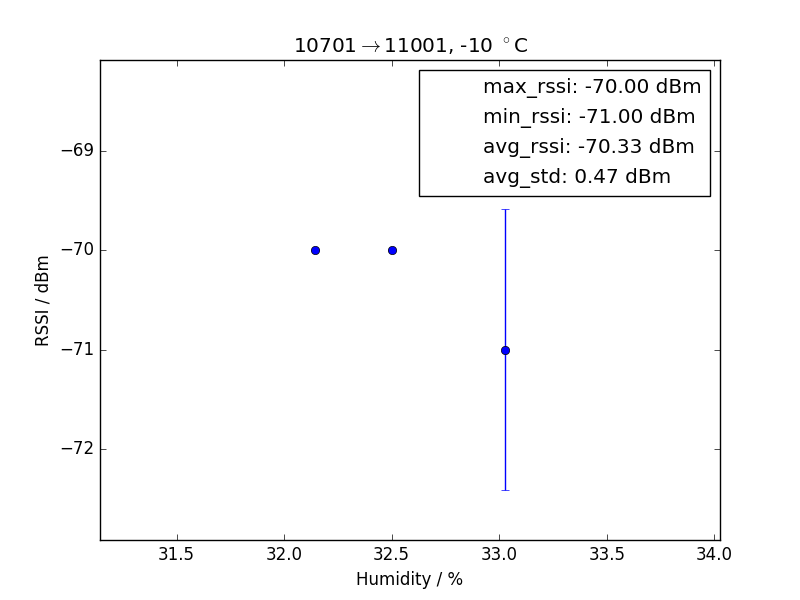 10701→11001, -10 °C
max_rssi: -70.00 dBm
min_rssi: -71.00 dBm
avg_rssi: -70.33 dBm
avg_std: 0.47 dBm
−69
−70
−71
−72
RSSI / dBm
31.5 32.0 32.5 33.0 33.5 34.0
Humidity / %